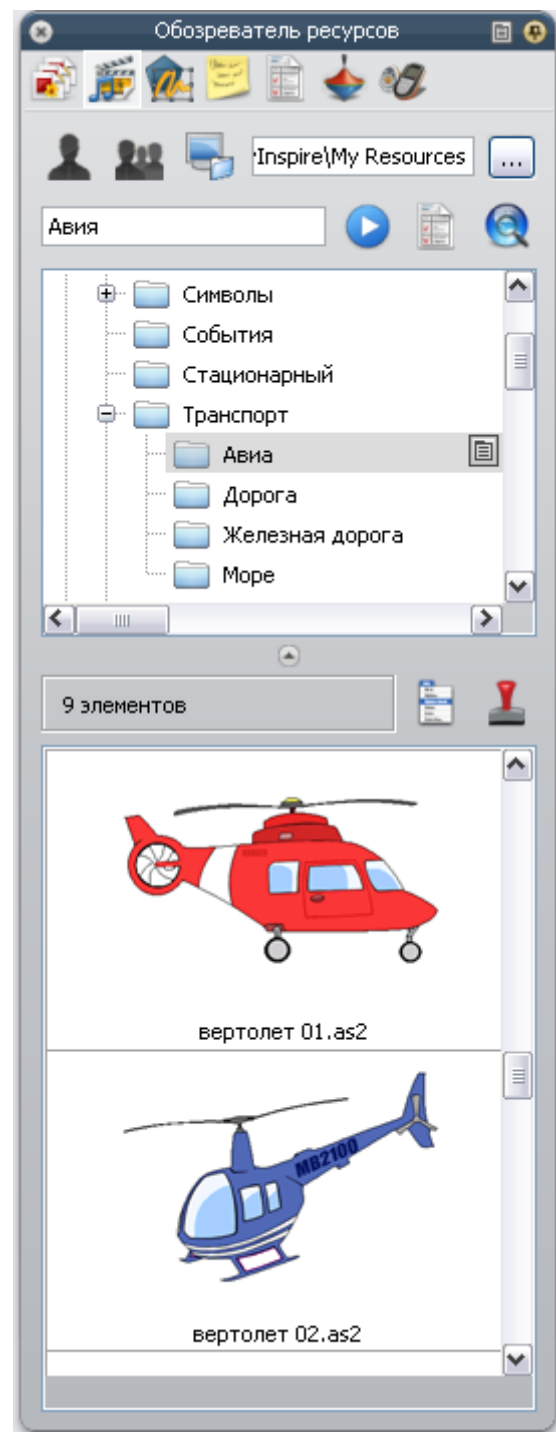 Обозреватель ресурсов
Inspire\My Resources
...
Авия
Символы
События
Стационарный
Транспорт
Авиа
Дорога
Железная дорога
Море
9 элементов
вертолет 01.as2
MB2100
вертолет 02.as2